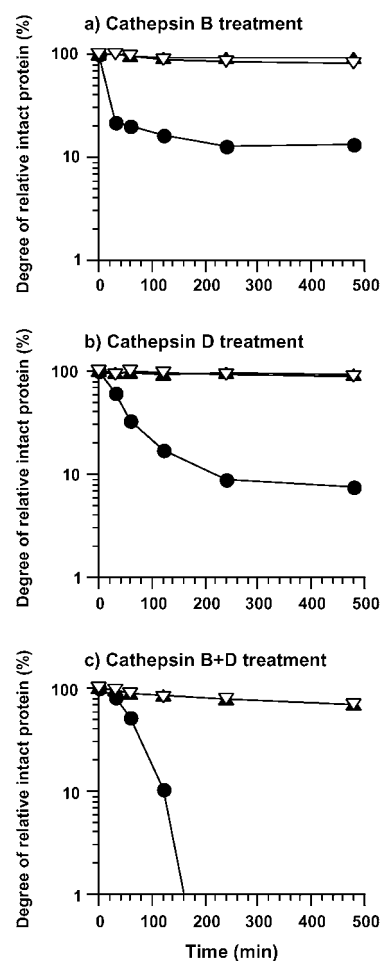 a) Cathepsin B treatment
Degree of relative intact protein (%)
100
10
1
0 100 200 300 400 500
b) Cathepsin D treatment
Degree of relative intact protein (%)
100
10
1
0 100 200 300 400 500
c) Cathepsin B+D treatment
Degree of relative intact protein (%)
100
10
1
0 100 200 300 400 500
Time (min)